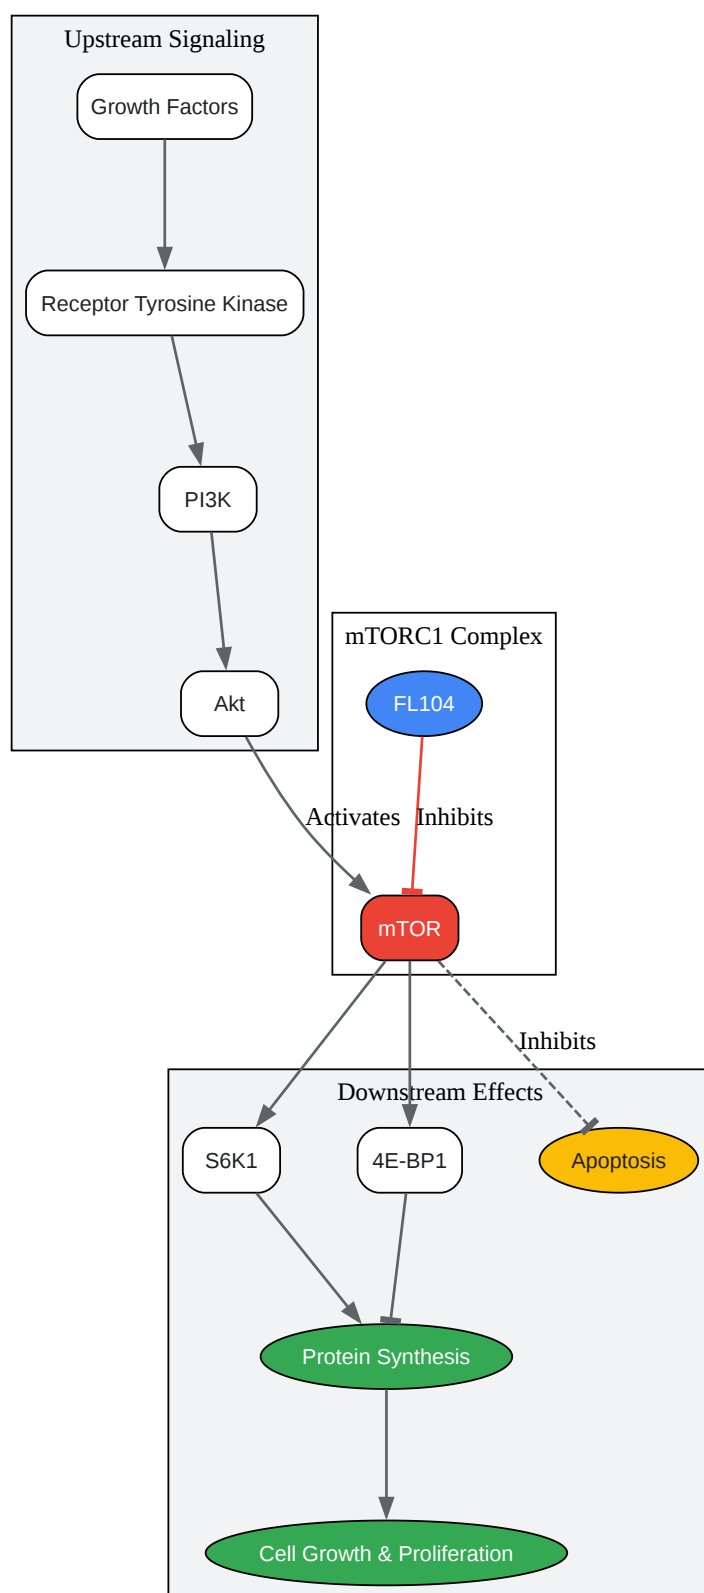 Upstream Signaling
Growth Factors
Receptor Tyrosine Kinase
PI3K
mTORC1 Complex
Akt
FL104
Activates
Inhibits
mTOR
Inhibits
Downstream Effects
S6K1
4E-BP1
Apoptosis
Protein Synthesis
Cell Growth & Proliferation